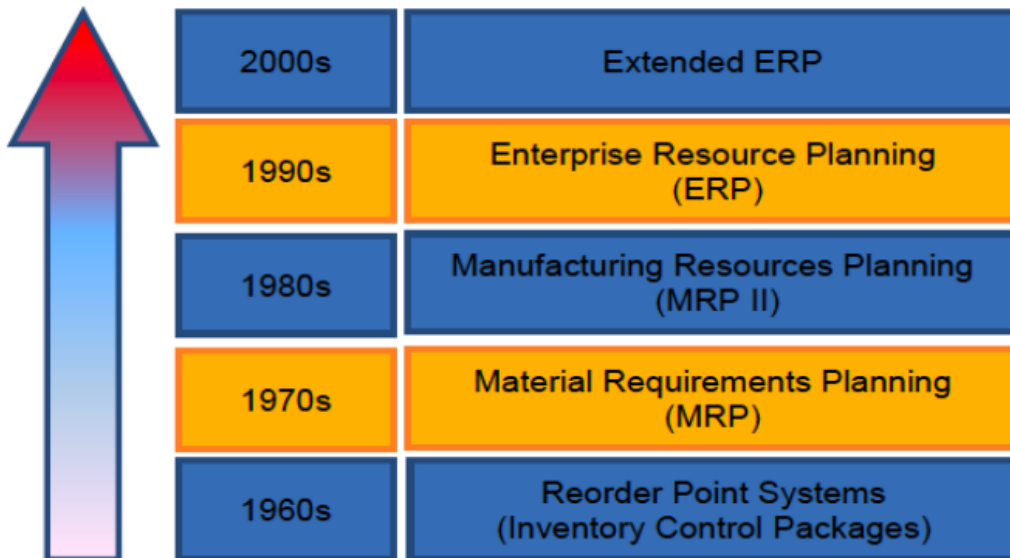 2000s
Extended ERP
1990s
Enterprise Resource Planning
(ERP)
1980s
Manufacturing Resources Planning
(MRP II)
1970s
Material Requirements Planning
(MRP)
1960s
Reorder Point Systems
(Inventory Control Packages)